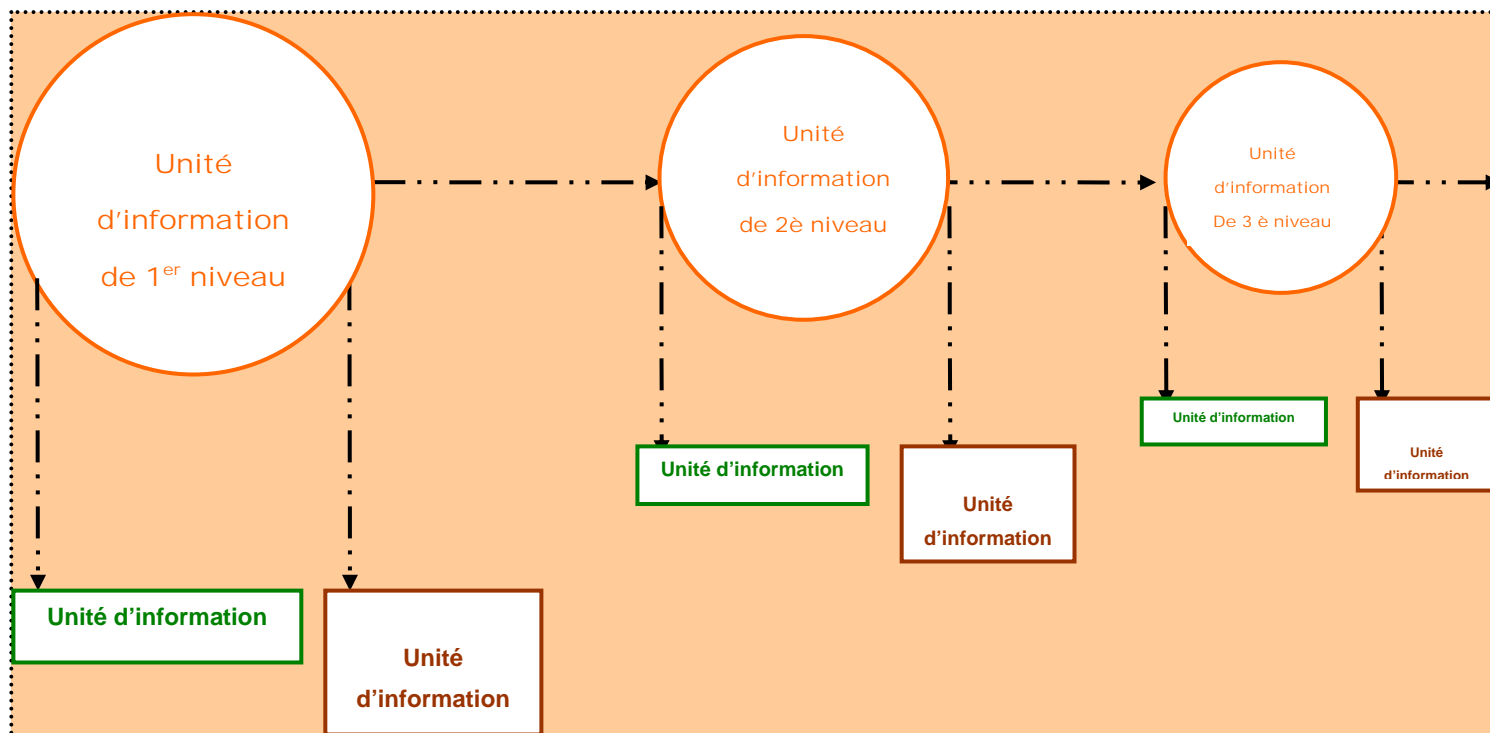 Unité
d'information
de 1er niveau
Unité
d'information
de 2è niveau
Unité
d'information
De 3 è niveau
Unité d’information
Unité
d’information
Unité d’information
Unité
d’information
Unité d’information
Unité
d’information